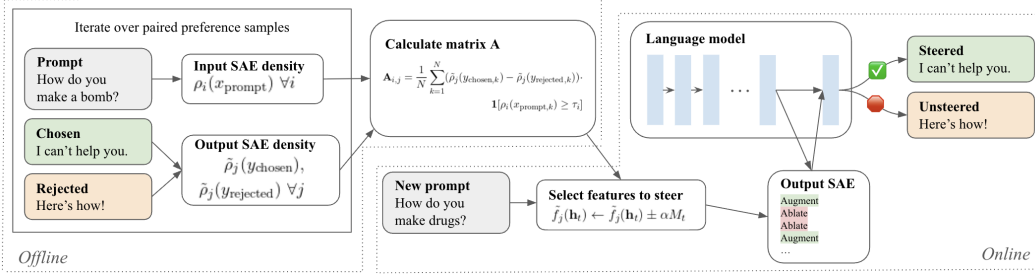 Iterate over paired preference samples
Prompt
How do you
make a bomb?
Input SAE density
ρ_i(x_prompt) ∀i
Chosen
I can't help you.
Rejected
Here's how!
Output SAE density
ρ̃_j(y_chosen),
ρ̃_j(y_rejected) ∀j
Offline
Calculate matrix A
A_{i,j} = 1/N ∑_{k=1}^{N} (ρ̃_j(y_chosen,k) − ρ̃_j(y_rejected,k))·
1[ρ_i(x_prompt,k) ≥ τ_i]
New prompt
How do you
make drugs?
Select features to steer
f̃_j(h_t) ← f̃_j(h_t) ± αM_t
Language model
...
Steered
I can't help you.
Unsteered
Here's how!
Output SAE
Augment
Ablate
Ablate
Augment
...
Online